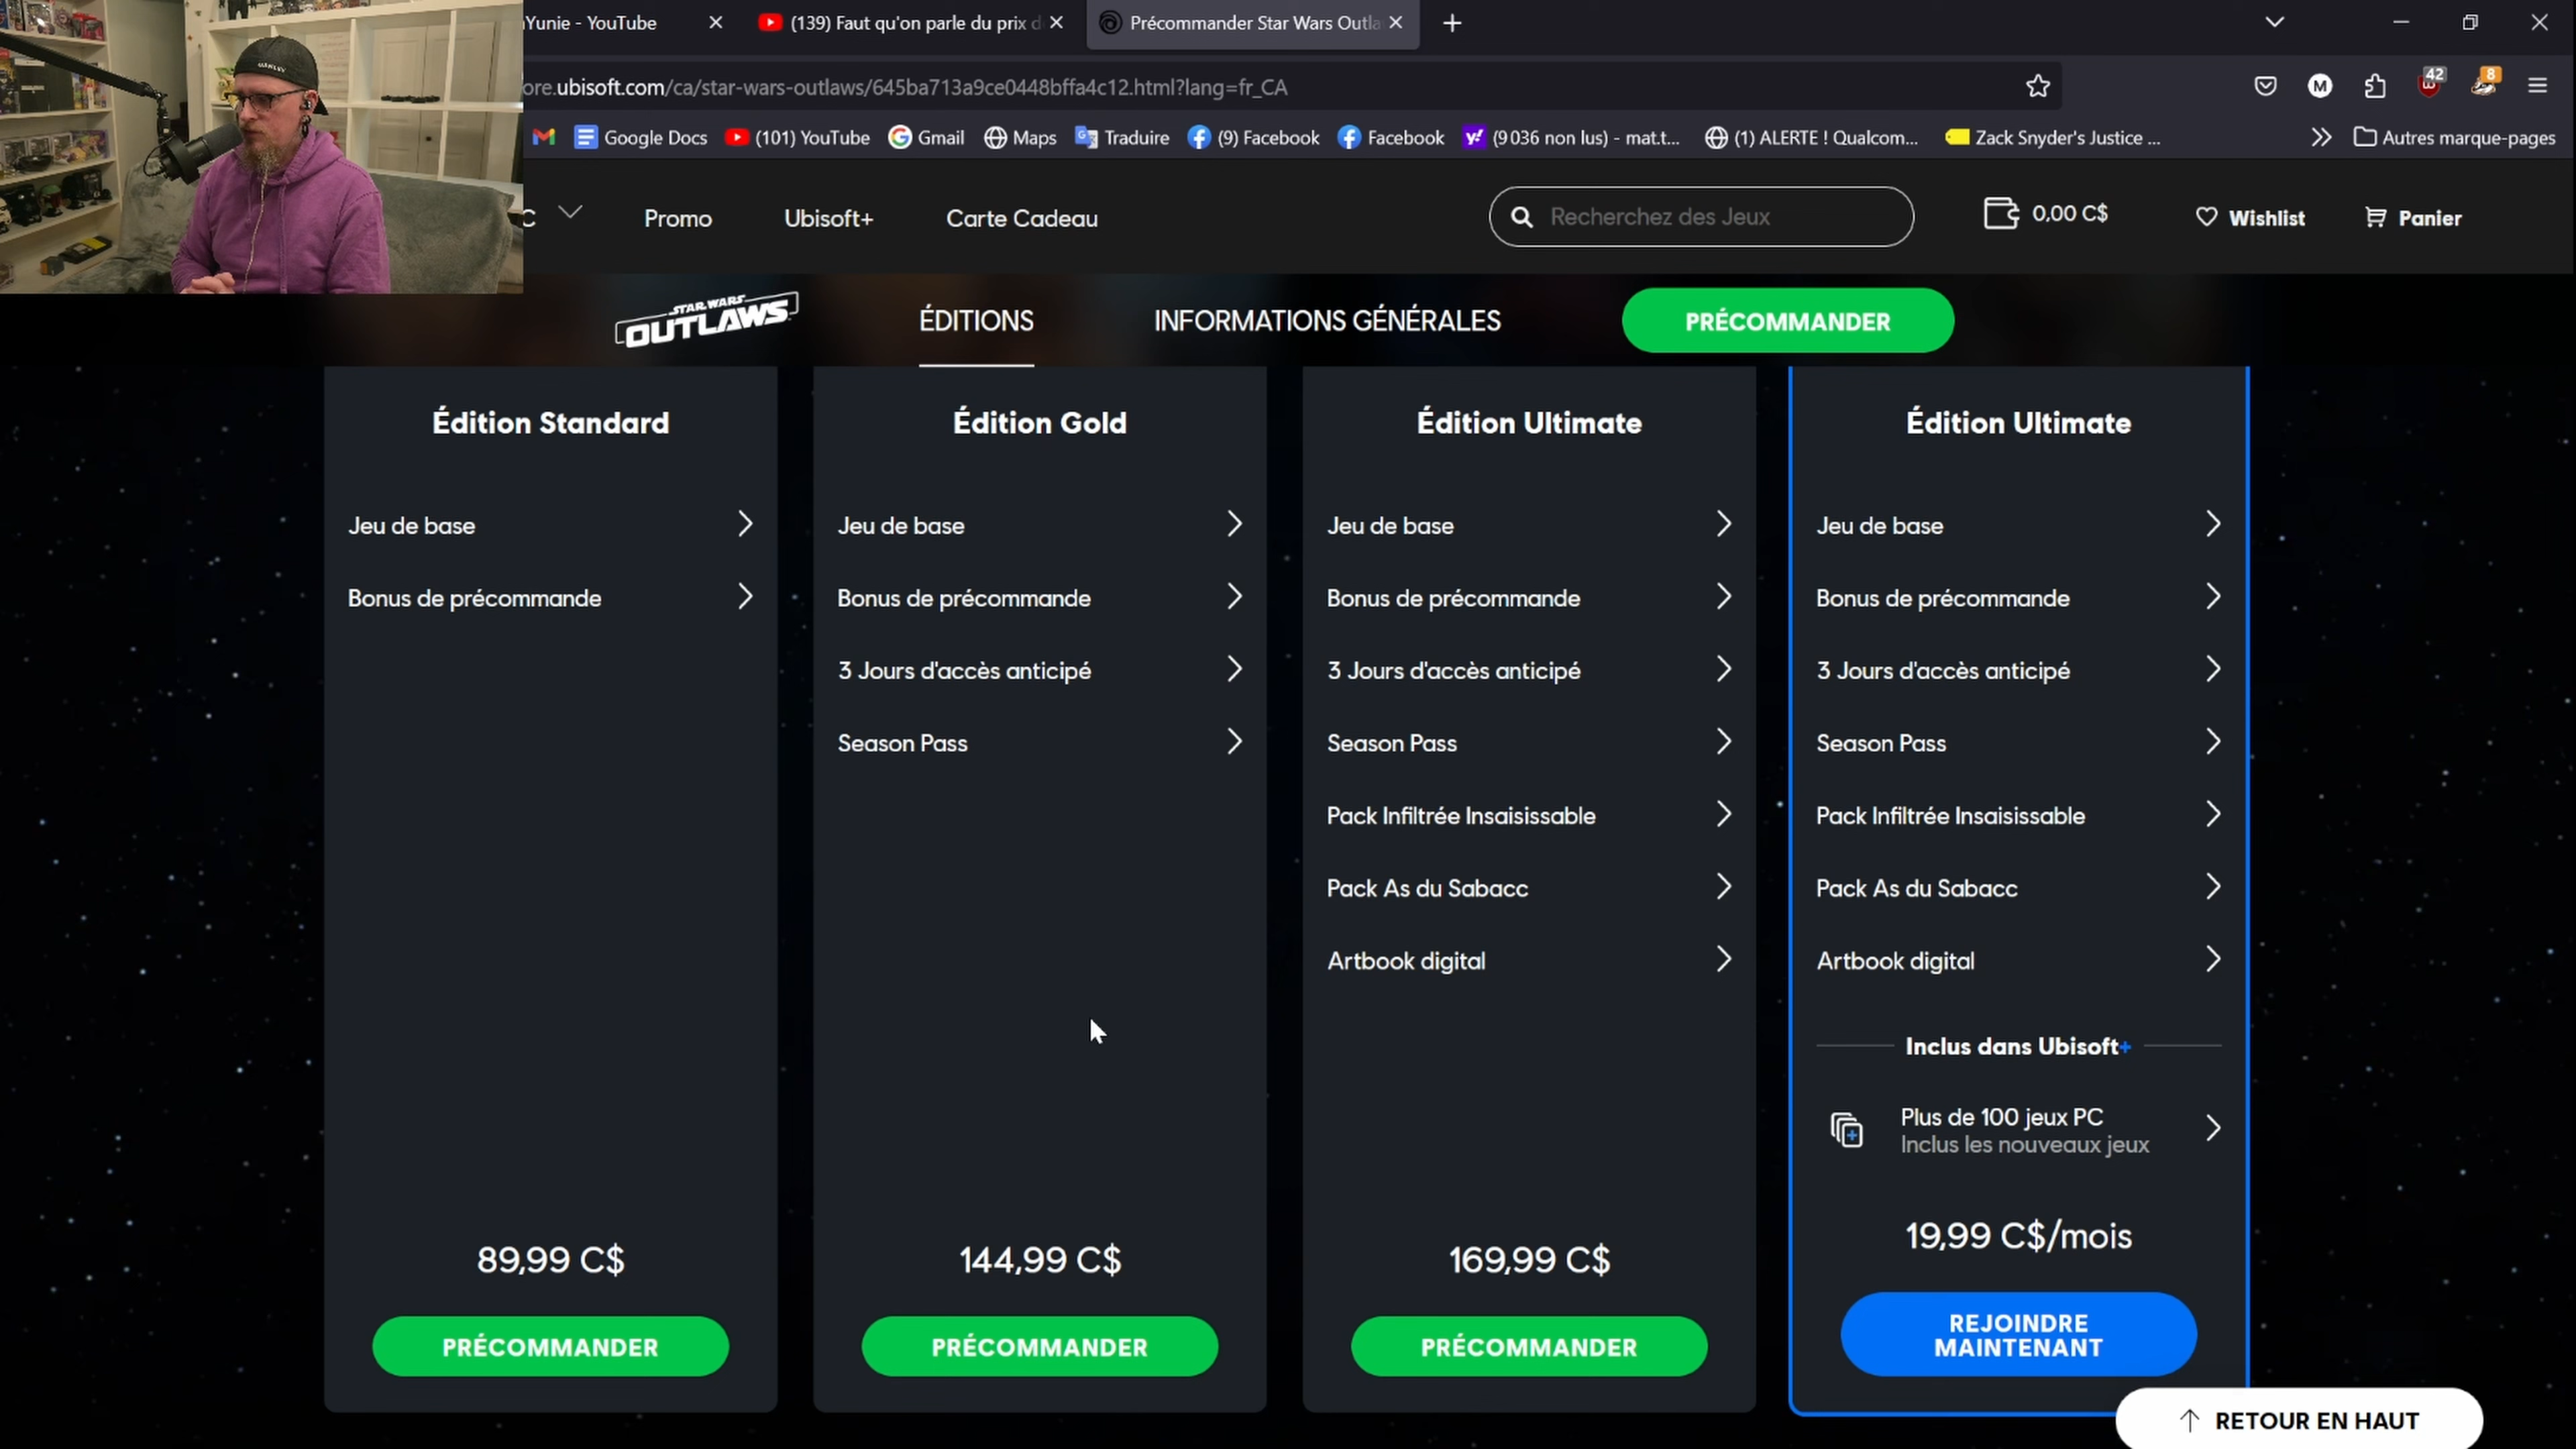 Yunie - YouTube
(139) Faut qu'on parle du prix d
Précommander Star Wars Outla
ore.ubisoft.com/ca/star-wars-outlaws/645ba713a9ce0448bffa4c12.html?lang=fr_CA
M
42
8
Google Docs
(101) YouTube
Gmail
Maps
Traduire
(9) Facebook
Facebook
(9 036 non lus) - mat.t...
(1) ALERTE ! Qualcom...
Zack Snyder's Justice ...
Autres marque-pages
C
Promo
Ubisoft+
Carte Cadeau
Recherchez des Jeux
0,00 C$
Wishlist
Panier
STAR WARS
OUTLAWS
ÉDITIONS
INFORMATIONS GÉNÉRALES
PRÉCOMMANDER
Édition Standard
Jeu de base
Bonus de précommande
89,99 C$
PRÉCOMMANDER
Édition Gold
Jeu de base
Bonus de précommande
3 Jours d'accès anticipé
Season Pass
144,99 C$
PRÉCOMMANDER
Édition Ultimate
Jeu de base
Bonus de précommande
3 Jours d'accès anticipé
Season Pass
Pack Infiltrée Insaisissable
Pack As du Sabacc
Artbook digital
169,99 C$
PRÉCOMMANDER
Édition Ultimate
Jeu de base
Bonus de précommande
3 Jours d'accès anticipé
Season Pass
Pack Infiltrée Insaisissable
Pack As du Sabacc
Artbook digital
Inclus dans Ubisoft+
Plus de 100 jeux PC
Inclus les nouveaux jeux
19,99 C$/mois
REJOINDRE
MAINTENANT
RETOUR EN HAUT